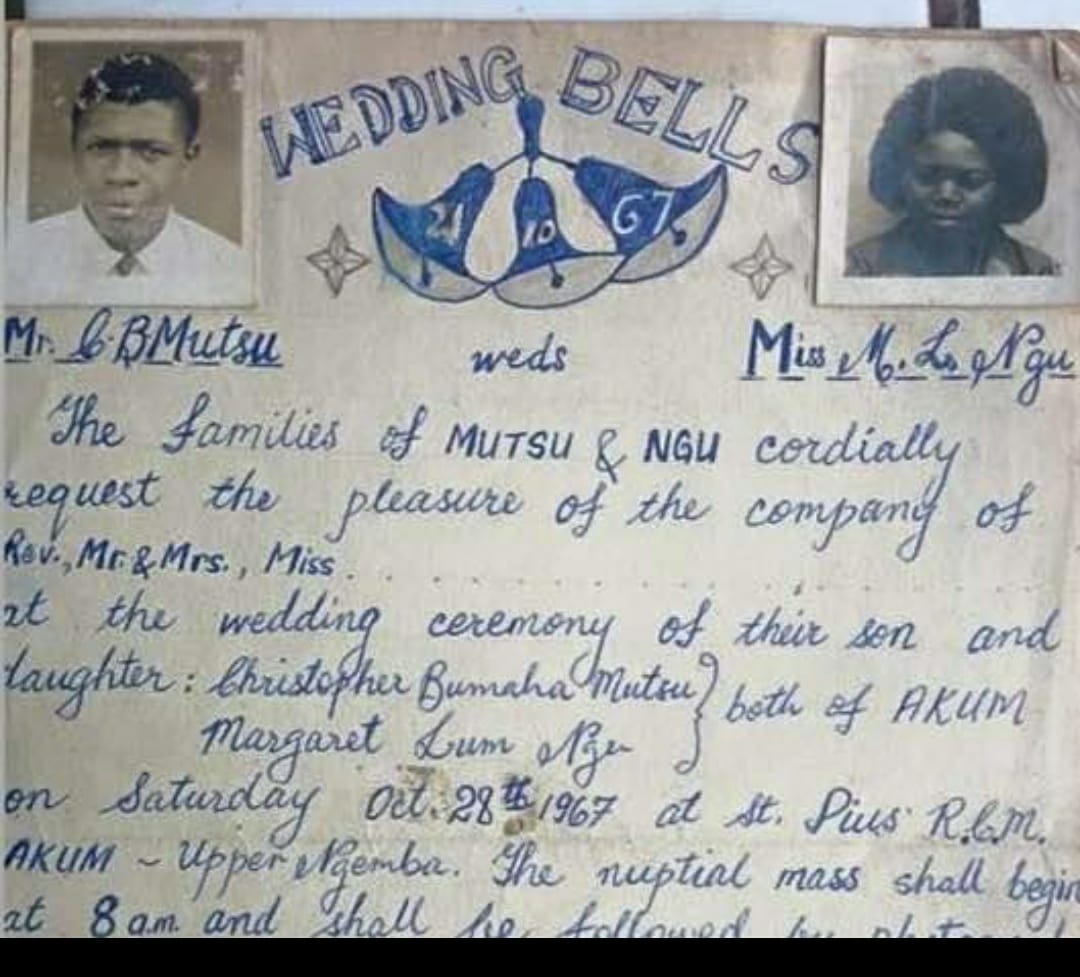 WEDDING BELLS
21 10 67
Mr. C. B Mutsu weds Miss M. L. Ngu
The families of MUTSU & NGU cordially
request the pleasure of the company of
Rev., Mr. & Mrs., Miss . . . . . . . . . . . . . . . .
at the wedding ceremony of their son and
daughter: Christopher Bumaha Mutsu } both of AKUM
Margaret Lum Ngu
on Saturday Oct. 28th 1967 at St. Pius R.C.M.
AKUM ~ Upper Ngemba. The nuptial mass shall begin
at 8 a.m. and shall be followed by